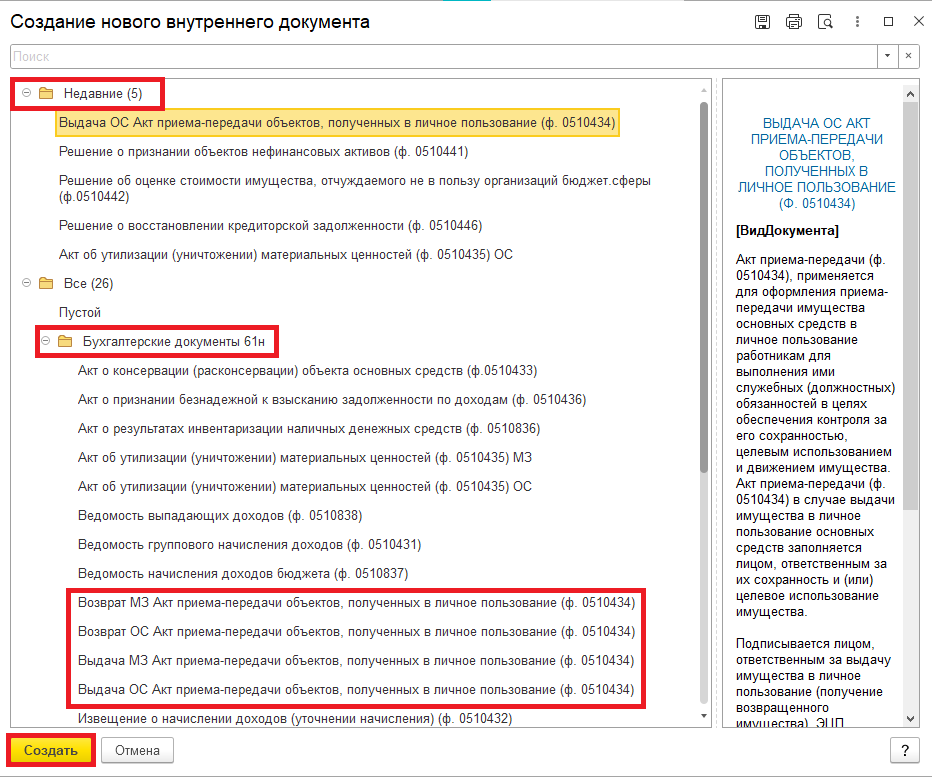 Создание нового внутреннего документа
Поиск
Недавние (5)
Выдача ОС Акт приема-передачи объектов, полученных в личное пользование (ф. 0510434)
Решение о признании объектов нефинансовых активов (ф. 0510441)
Решение об оценке стоимости имущества, отчуждаемого не в пользу организаций бюджет.сферы
(ф.0510442)
Решение о восстановлении кредиторской задолженности (ф. 0510446)
Акт об утилизации (уничтожении) материальных ценностей (ф. 0510435) ОС
Все (26)
Пустой
Бухгалтерские документы 61н
Акт о консервации (расконсервации) объекта основных средств (ф.0510433)
Акт о признании безнадежной к взысканию задолженности по доходам (ф. 0510436)
Акт о результатах инвентаризации наличных денежных средств (ф. 0510836)
Акт об утилизации (уничтожении) материальных ценностей (ф. 0510435) МЗ
Акт об утилизации (уничтожении) материальных ценностей (ф. 0510435) ОС
Ведомость выпадающих доходов (ф. 0510838)
Ведомость группового начисления доходов (ф. 0510431)
Ведомость начисления доходов бюджета (ф. 0510837)
Возврат МЗ Акт приема-передачи объектов, полученных в личное пользование (ф. 0510434)
Возврат ОС Акт приема-передачи объектов, полученных в личное пользование (ф. 0510434)
Выдача МЗ Акт приема-передачи объектов, полученных в личное пользование (ф. 0510434)
Выдача ОС Акт приема-передачи объектов, полученных в личное пользование (ф. 0510434)
Извещение о начислении доходов (уточнении начисления) (ф. 0510432)
ВЫДАЧА ОС АКТ
ПРИЕМА-ПЕРЕДАЧИ
ОБЪЕКТОВ,
ПОЛУЧЕННЫХ В
ЛИЧНОЕ ПОЛЬЗОВАНИЕ
(Ф. 0510434)
[ВидДокумента]
Акт приема-передачи (ф.
0510434), применяется
для оформления приема-
передачи имущества
основных средств в
личное пользование
работникам для
выполнения ими
служебных (должностных)
обязанностей в целях
обеспечения контроля за
его сохранностью,
целевым использованием
и движением имущества.
Акт приема-передачи (ф.
0510434) в случае выдачи
имущества в личное
пользование основных
средств заполняется
лицом, ответственным за
их сохранность и (или)
целевое использование
имущества.
Подписывается лицом,
ответственным за выдачу
имущества в личное
пользование (получение
возвращенного
имущества), ЭЦП
Создать
Отмена
?